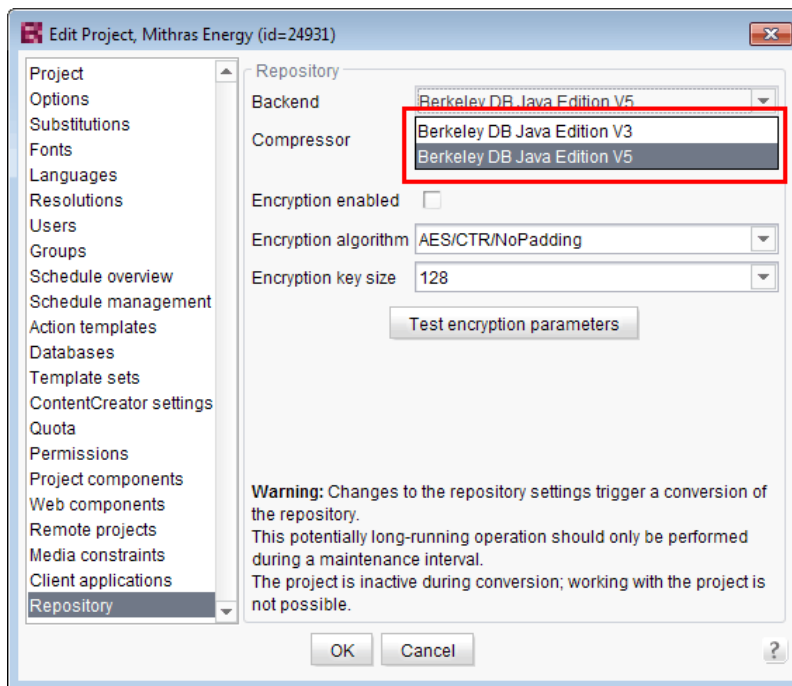 Edit Project, Mithras Energy (id=24931)
Project
Options
Substitutions
Fonts
Languages
Resolutions
Users
Groups
Schedule overview
Schedule management
Action templates
Databases
Template sets
ContentCreator settings
Quota
Permissions
Project components
Web components
Remote projects
Media constraints
Client applications
Repository
Repository
Backend Berkeley DB Java Edition V5
Compressor
Berkeley DB Java Edition V3
Berkeley DB Java Edition V5
Encryption enabled
Encryption algorithm AES/CTR/NoPadding
Encryption key size 128
Test encryption parameters
Warning: Changes to the repository settings trigger a conversion of
the repository.
This potentially long-running operation should only be performed
during a maintenance interval.
The project is inactive during conversion; working with the project is
not possible.
OK Cancel ?